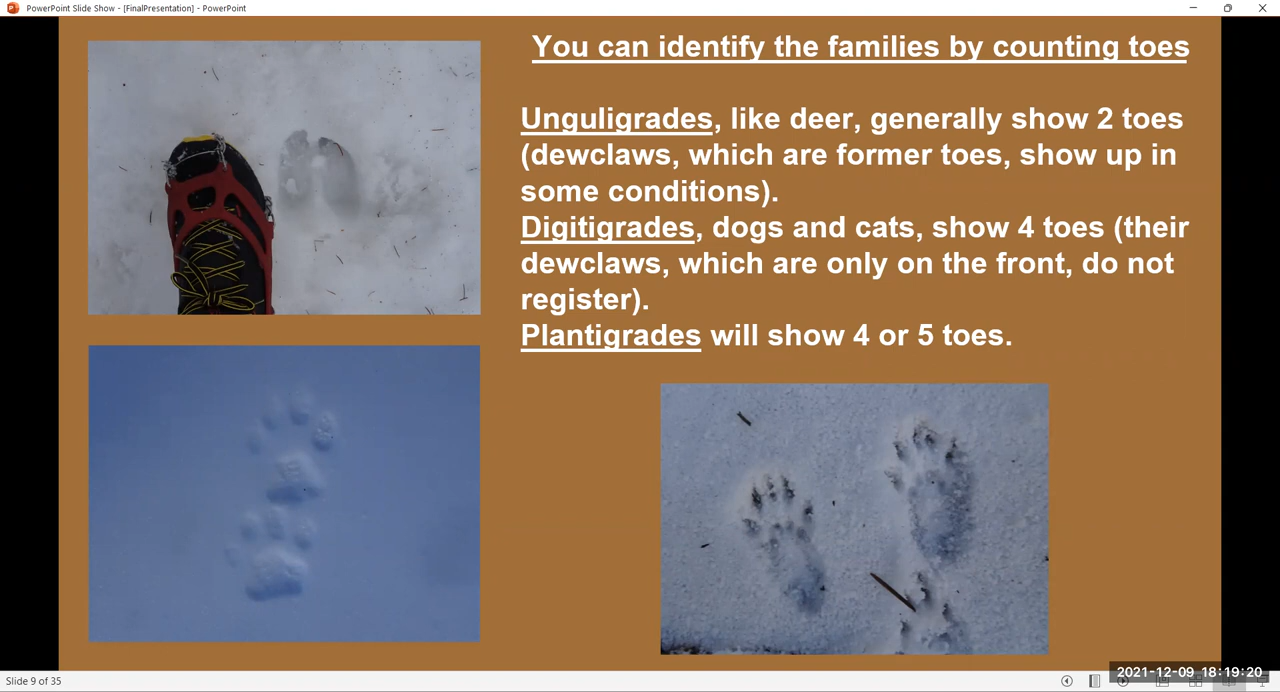 PowerPoint Slide Show - [FinalPresentation] - PowerPoint
You can identify the families by counting toes
Unguligrades, like deer, generally show 2 toes
(dewclaws, which are former toes, show up in
some conditions).
Digitigrades, dogs and cats, show 4 toes (their
dewclaws, which are only on the front, do not
register).
Plantigrades will show 4 or 5 toes.
Slide 9 of 35
2021-12-09 18:19:20